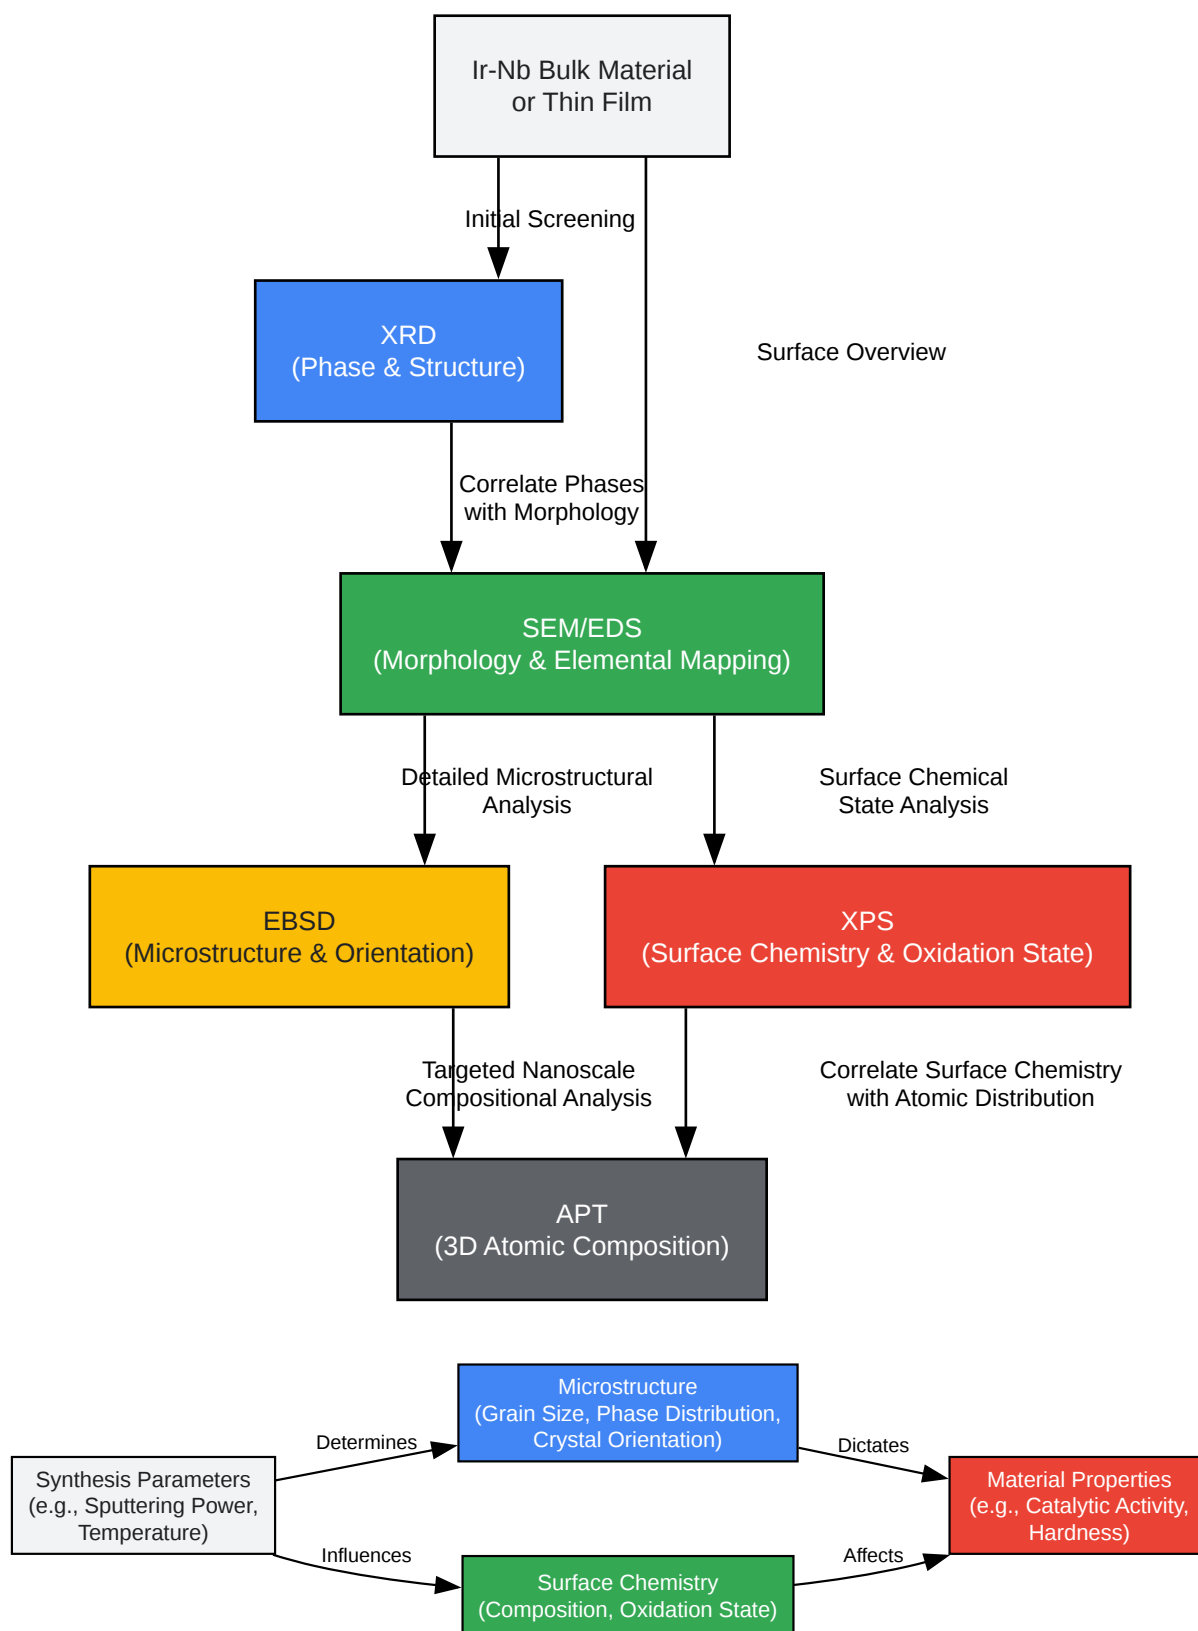 Ir-Nb Bulk Material
or Thin Film
Initial Screening
XRD
(Phase & Structure)
Surface Overview
Correlate Phases
with Morphology
SEM/EDS
(Morphology & Elemental Mapping)
Detailed Microstructural
Analysis
Surface Chemical
State Analysis
EBSD
(Microstructure & Orientation)
XPS
(Surface Chemistry & Oxidation State)
Targeted Nanoscale
Compositional Analysis
Correlate Surface Chemistry
with Atomic Distribution
APT
(3D Atomic Composition)
Microstructure
(Grain Size, Phase Distribution,
Crystal Orientation)
Determines
Dictates
Synthesis Parameters
(e.g., Sputtering Power,
Temperature)
Material Properties
(e.g., Catalytic Activity,
Hardness)
Influences
Affects
Surface Chemistry
(Composition, Oxidation State)